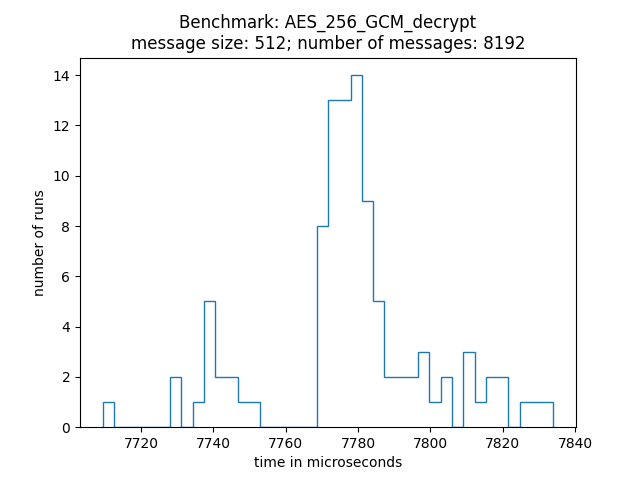 Benchmark: AES_256_GCM_decrypt
message size: 512; number of messages: 8192
number of runs
14
12
10
8
6
4
2
0
7720 7740 7760 7780 7800 7820 7840
time in microseconds